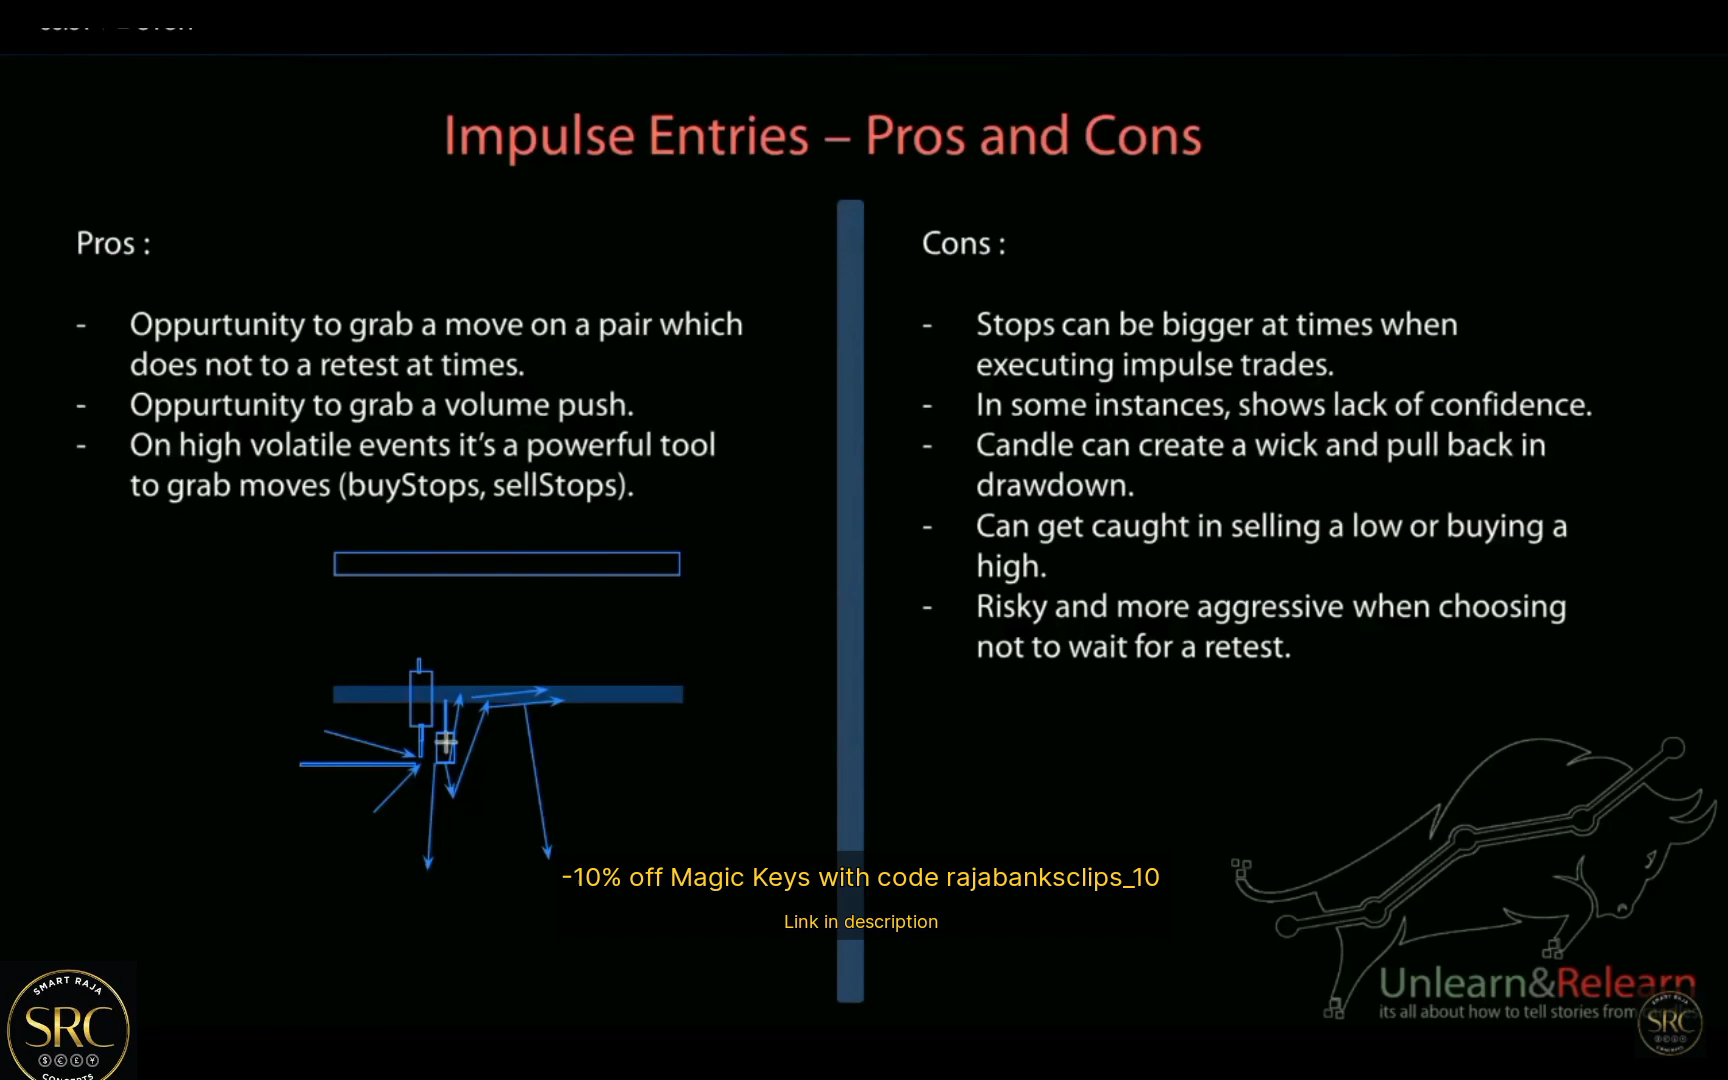 Impulse Entries – Pros and Cons
Pros :
- Oppurtunity to grab a move on a pair which
does not to a retest at times.
- Oppurtunity to grab a volume push.
- On high volatile events it’s a powerful tool
to grab moves (buyStops, sellStops).
Cons :
- Stops can be bigger at times when
executing impulse trades.
- In some instances, shows lack of confidence.
- Candle can create a wick and pull back in
drawdown.
- Can get caught in selling a low or buying a
high.
- Risky and more aggressive when choosing
not to wait for a retest.
-10% off Magic Keys with code rajabanksclips_10
Link in description
Unlearn&Relearn
its all about how to tell stories from
SMART RAJA
SRC
CONCEPTS
SRC